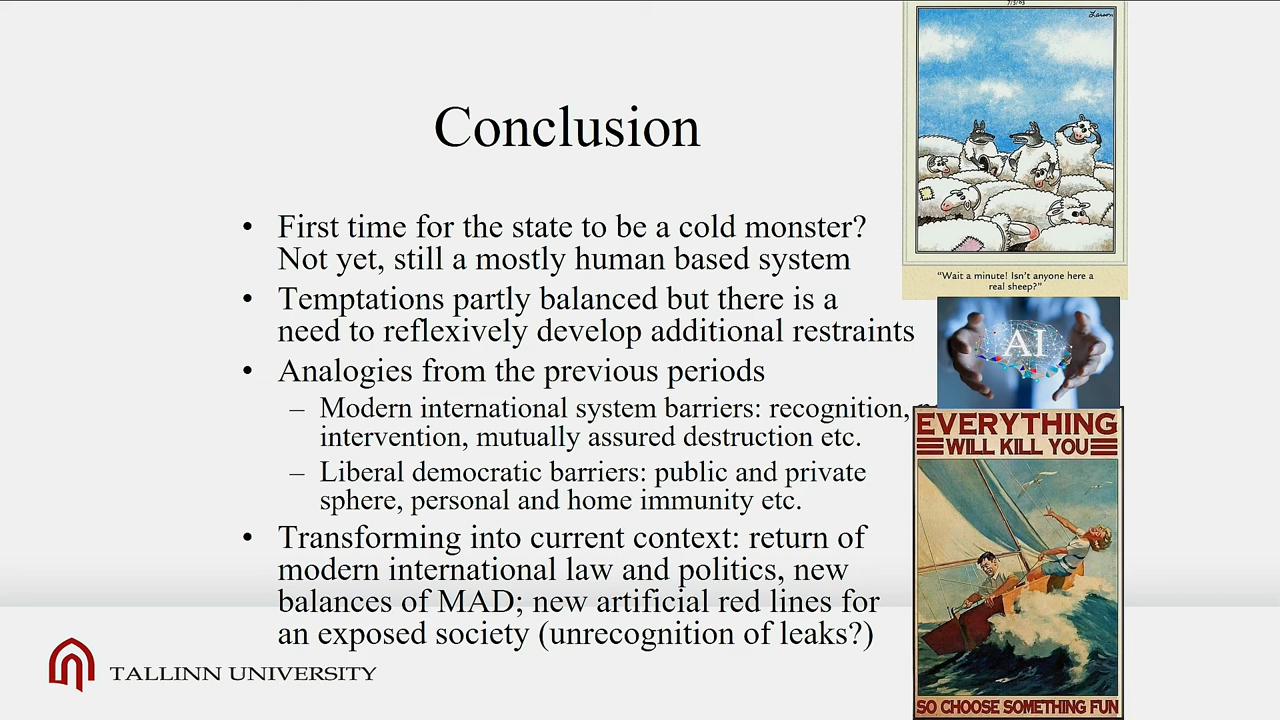 Conclusion
• First time for the state to be a cold monster?
Not yet, still a mostly human based system
• Temptations partly balanced but there is a
need to reflexively develop additional restraints
• Analogies from the previous periods
– Modern international system barriers: recognition,
intervention, mutually assured destruction etc.
– Liberal democratic barriers: public and private
sphere, personal and home immunity etc.
• Transforming into current context: return of
modern international law and politics, new
balances of MAD; new artificial red lines for
an exposed society (unrecognition of leaks?)
TALLINN UNIVERSITY
Larson
"Wait a minute! Isn't anyone here a
real sheep?"
AI
EVERYTHING
WILL KILL YOU
SO CHOOSE SOMETHING FUN